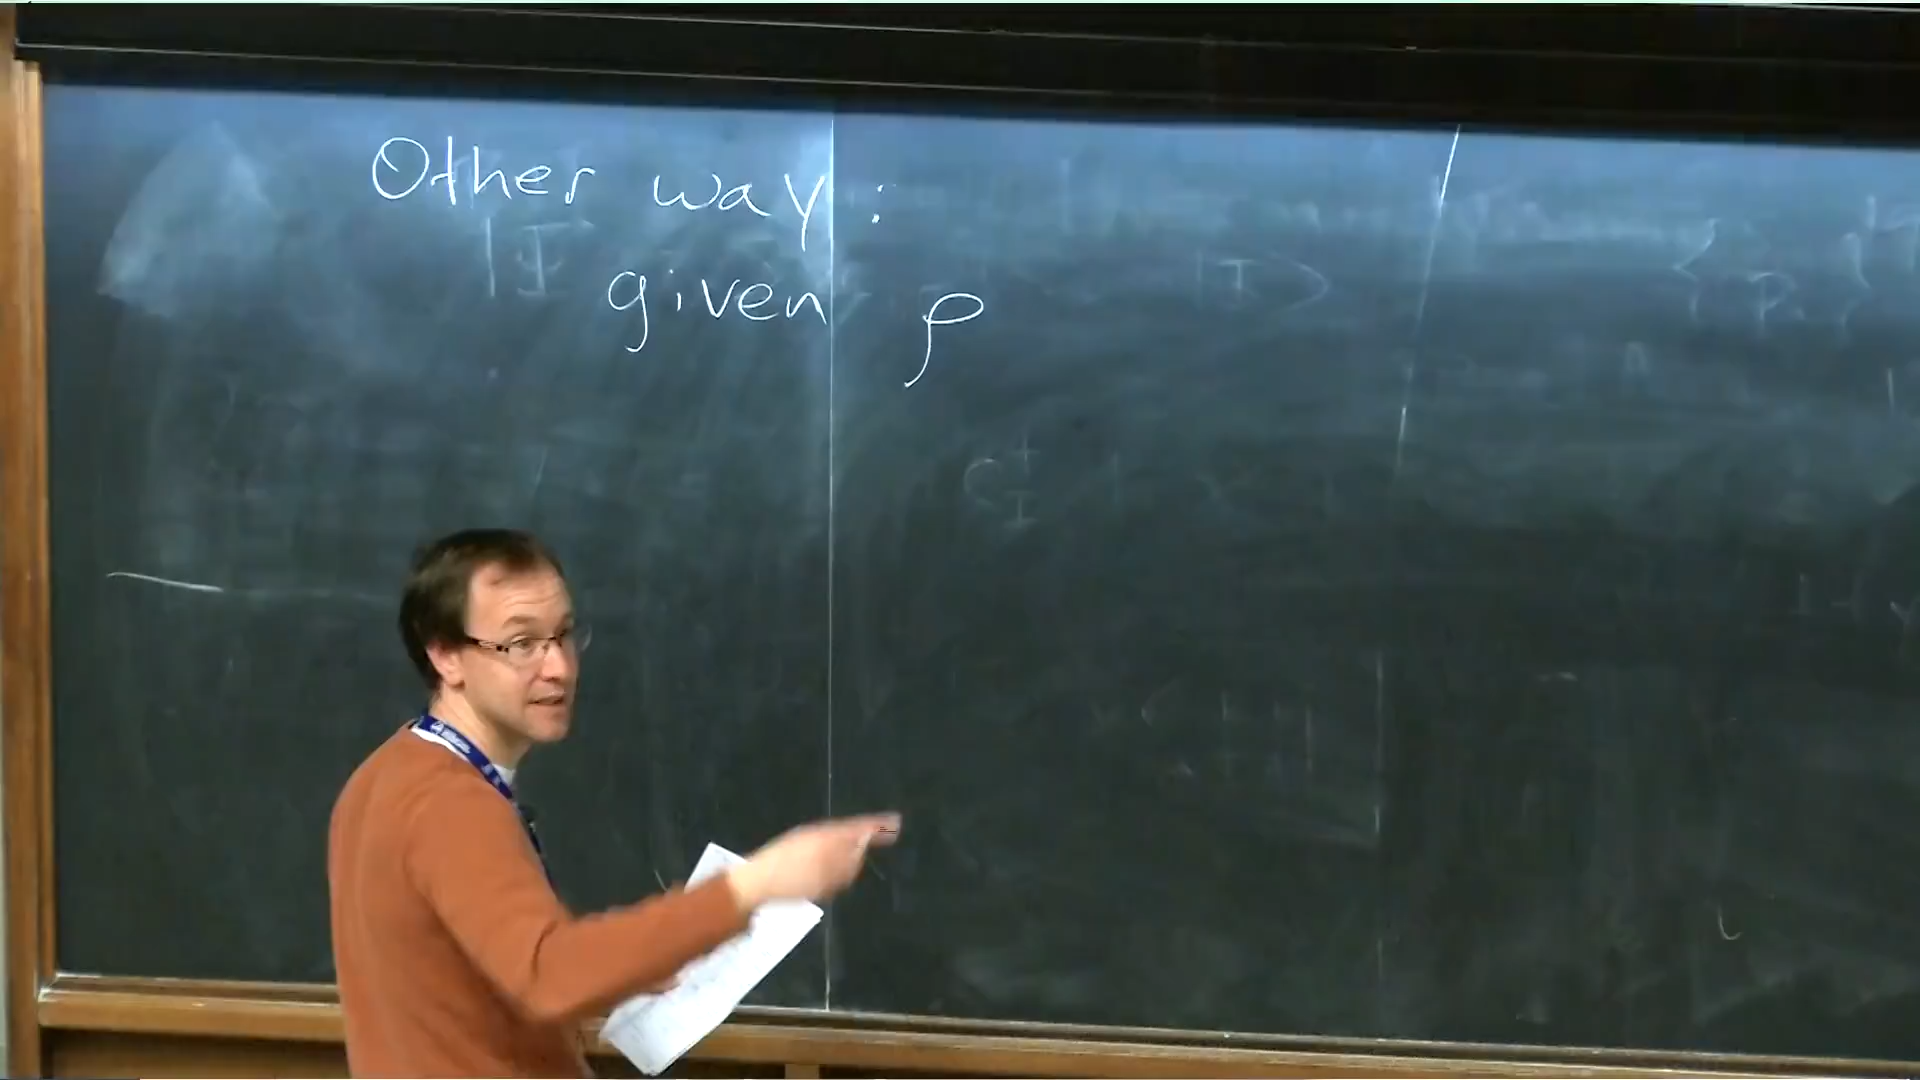 Other way :
given ρ